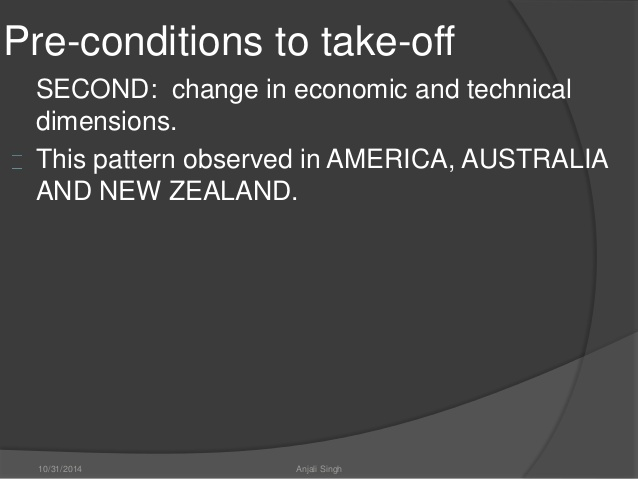 Pre-conditions to take-off
SECOND: change in economic and technical
dimensions.
This pattern observed in AMERICA, AUSTRALIA
AND NEW ZEALAND.
10/31/2014 Anjali Singh